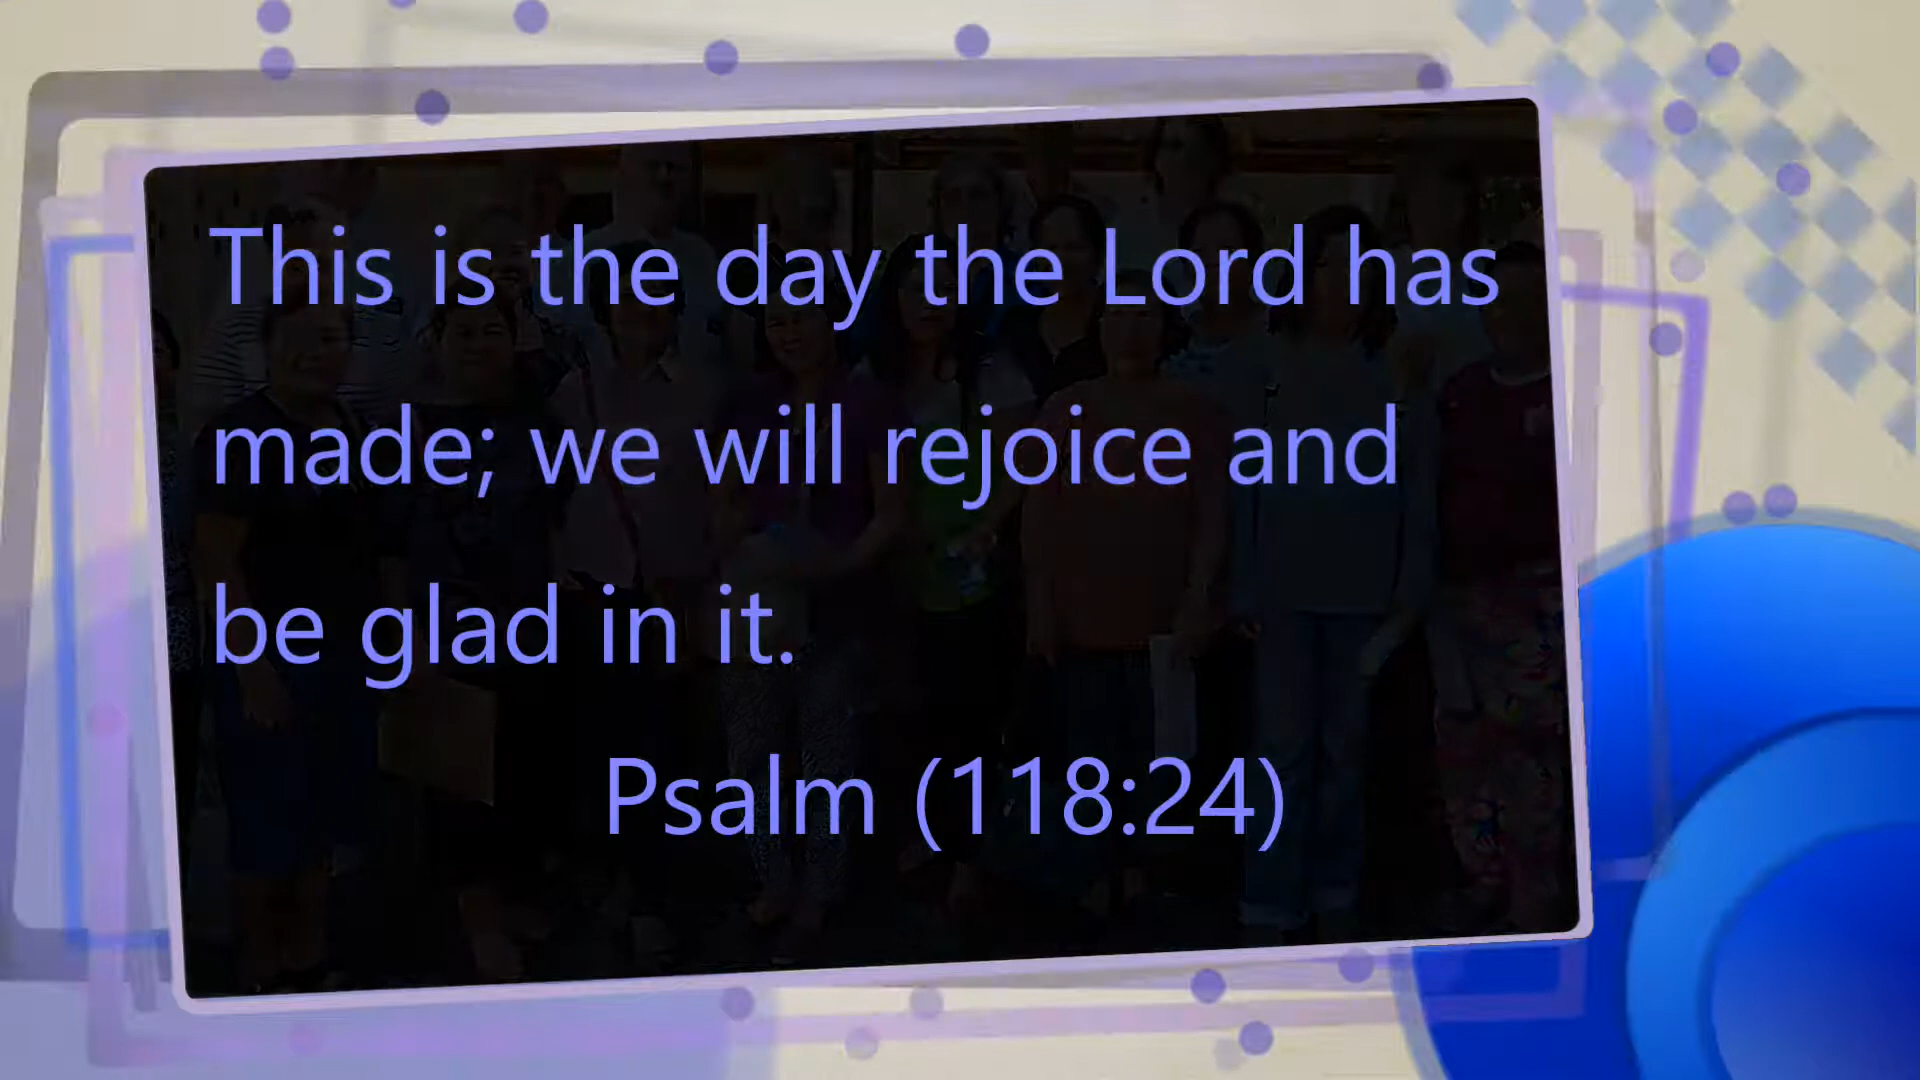 This is the day the Lord has
made; we will rejoice and
be glad in it.
Psalm (118:24)